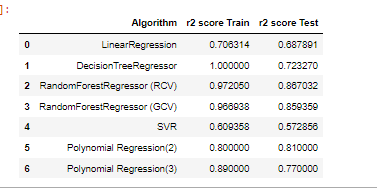 ]:
Algorithm r2 score Train r2 score Test
0 LinearRegression 0.706314 0.687891
1 DecisionTreeRegressor 1.000000 0.723270
2 RandomForestRegressor (RCV) 0.972050 0.867032
3 RandomForestRegressor (GCV) 0.966938 0.859359
4 SVR 0.609358 0.572856
5 Polynomial Regression(2) 0.800000 0.810000
6 Polynomial Regression(3) 0.890000 0.770000